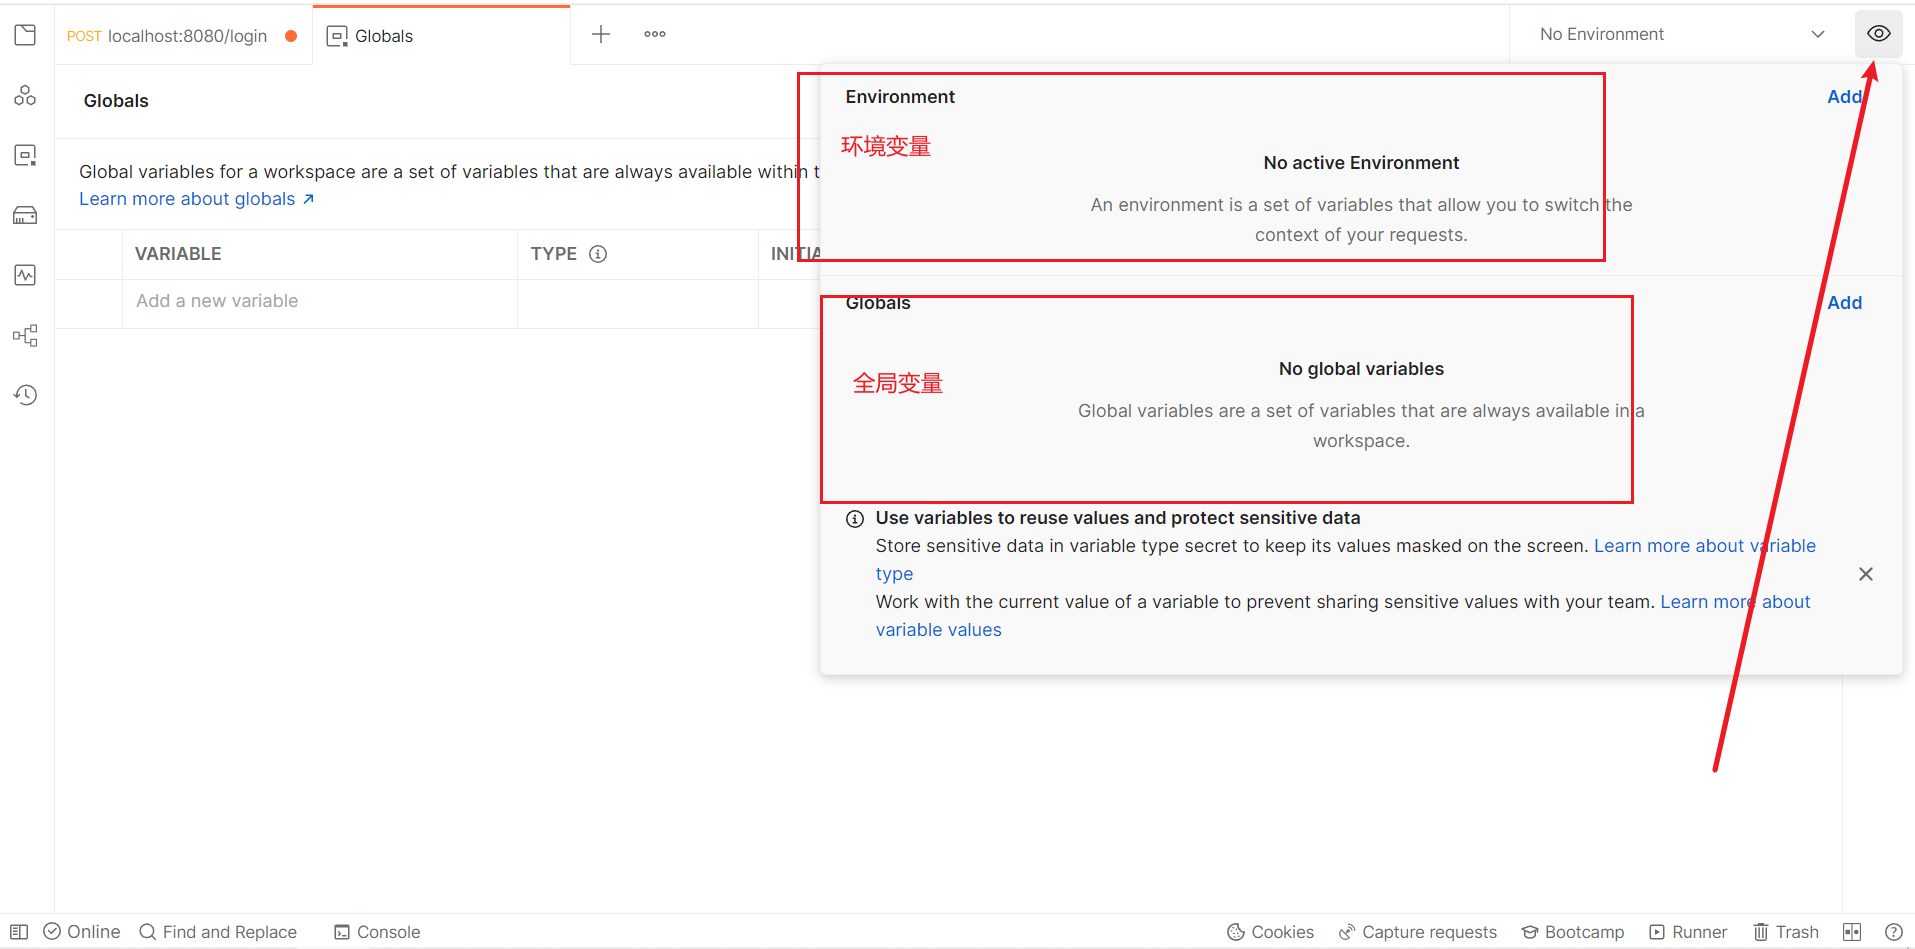 POST localhost:8080/login
Globals
No Environment
Globals
Global variables for a workspace are a set of variables that are always available within t
Learn more about globals ↗
VARIABLE
TYPE
INITIA
Add a new variable
Environment
Add
环境变量
No active Environment
An environment is a set of variables that allow you to switch the
context of your requests.
Globals
Add
全局变量
No global variables
Global variables are a set of variables that are always available in a
workspace.
Use variables to reuse values and protect sensitive data
Store sensitive data in variable type secret to keep its values masked on the screen. Learn more about variable
type
Work with the current value of a variable to prevent sharing sensitive values with your team. Learn more about
variable values
Online
Find and Replace
Console
Cookies
Capture requests
Bootcamp
Runner
Trash